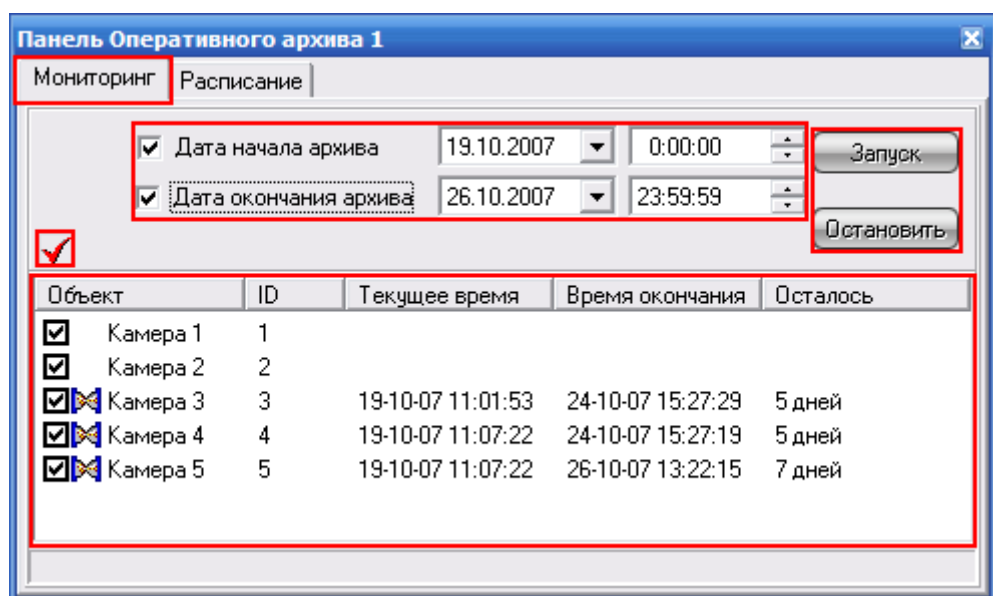 Панель Оперативного архива 1
Мониторинг Расписание
Дата начала архива 19.10.2007 0:00:00 Запуск
Дата окончания архива 26.10.2007 23:59:59
Остановить
Объект ID Текущее время Время окончания Осталось
Камера 1 1
Камера 2 2
Камера 3 3 19-10-07 11:01:53 24-10-07 15:27:29 5 дней
Камера 4 4 19-10-07 11:07:22 24-10-07 15:27:19 5 дней
Камера 5 5 19-10-07 11:07:22 26-10-07 13:22:15 7 дней